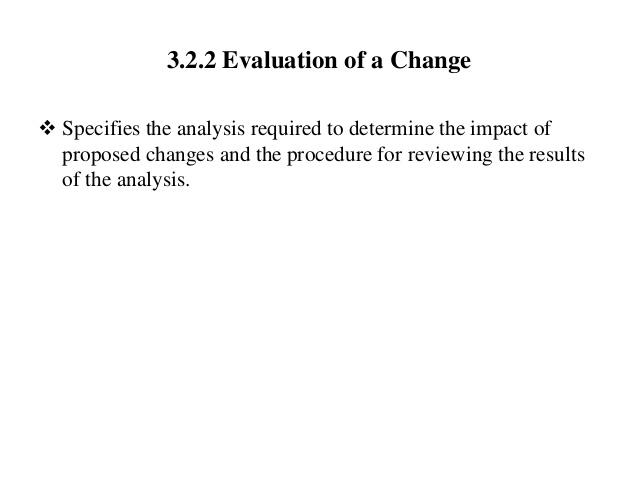 3.2.2 Evaluation of a Change
❖ Specifies the analysis required to determine the impact of
proposed changes and the procedure for reviewing the results
of the analysis.